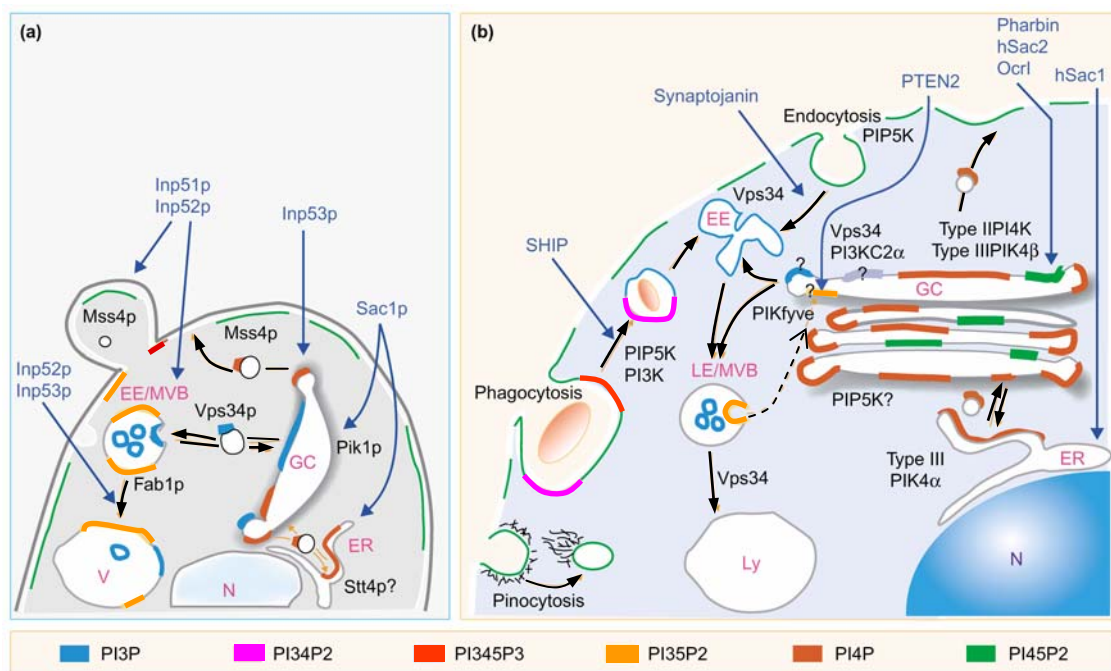 (a)
Inp51p
Inp52p
Inp53p
Mss4p
Mss4p
Sac1p
Inp52p
Inp53p
EE/MVB
Vps34p
Pik1p
GC
Fab1p
ER
V
N
Stt4p?
(b)
Pharbin
hSac2
OcrI
hSac1
PTEN2
Synaptojanin
Endocytosis
PIP5K
Vps34
EE
Type IIPI4K
Type IIIPIK4β
Vps34
PI3KC2α
?
?
?
GC
SHIP
PIKfyve
PIP5K
PI3K
LE/MVB
Phagocytosis
PIP5K?
Type III
PIK4α
ER
Vps34
Ly
N
Pinocytosis
PI3P
PI34P2
PI345P3
PI35P2
PI4P
PI45P2